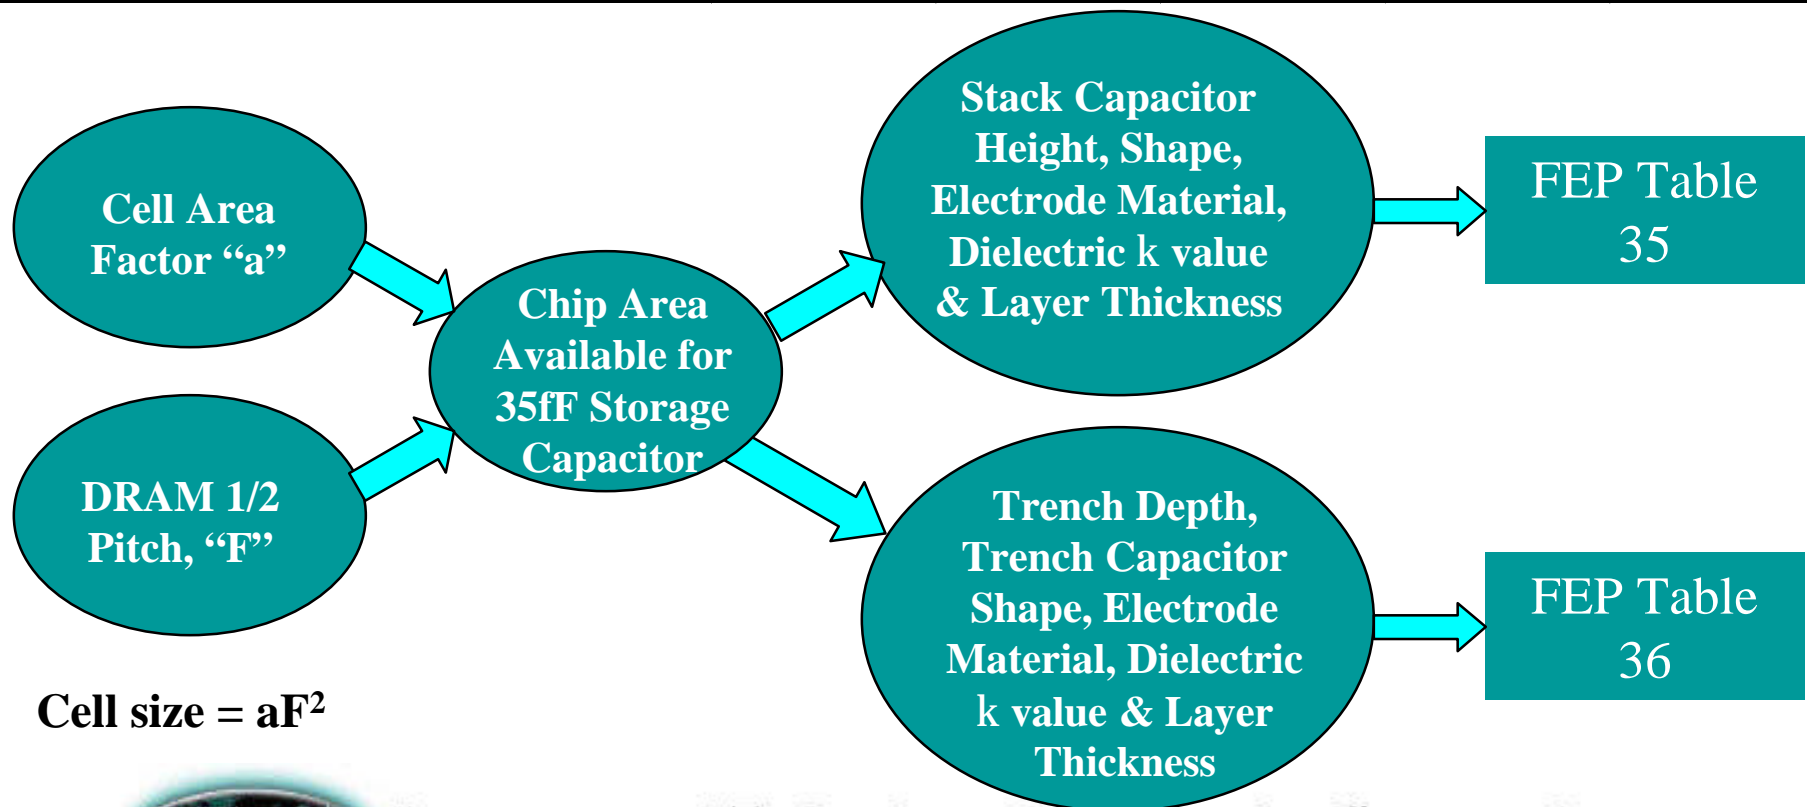 Cell Area
Factor “a”
DRAM 1/2
Pitch, “F”
Cell size = aF²
Chip Area
Available for
35fF Storage
Capacitor
Stack Capacitor
Height, Shape,
Electrode Material,
Dielectric k value
& Layer Thickness
FEP Table
35
Trench Depth,
Trench Capacitor
Shape, Electrode
Material, Dielectric
k value & Layer
Thickness
FEP Table
36